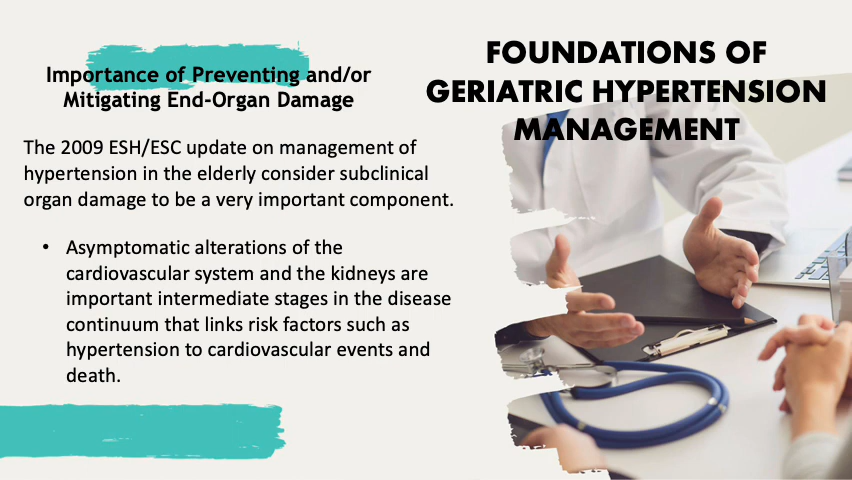 FOUNDATIONS OF
GERIATRIC HYPERTENSION
MANAGEMENT
Importance of Preventing and/or
Mitigating End-Organ Damage
The 2009 ESH/ESC update on management of
hypertension in the elderly consider subclinical
organ damage to be a very important component.
• Asymptomatic alterations of the
cardiovascular system and the kidneys are
important intermediate stages in the disease
continuum that links risk factors such as
hypertension to cardiovascular events and
death.